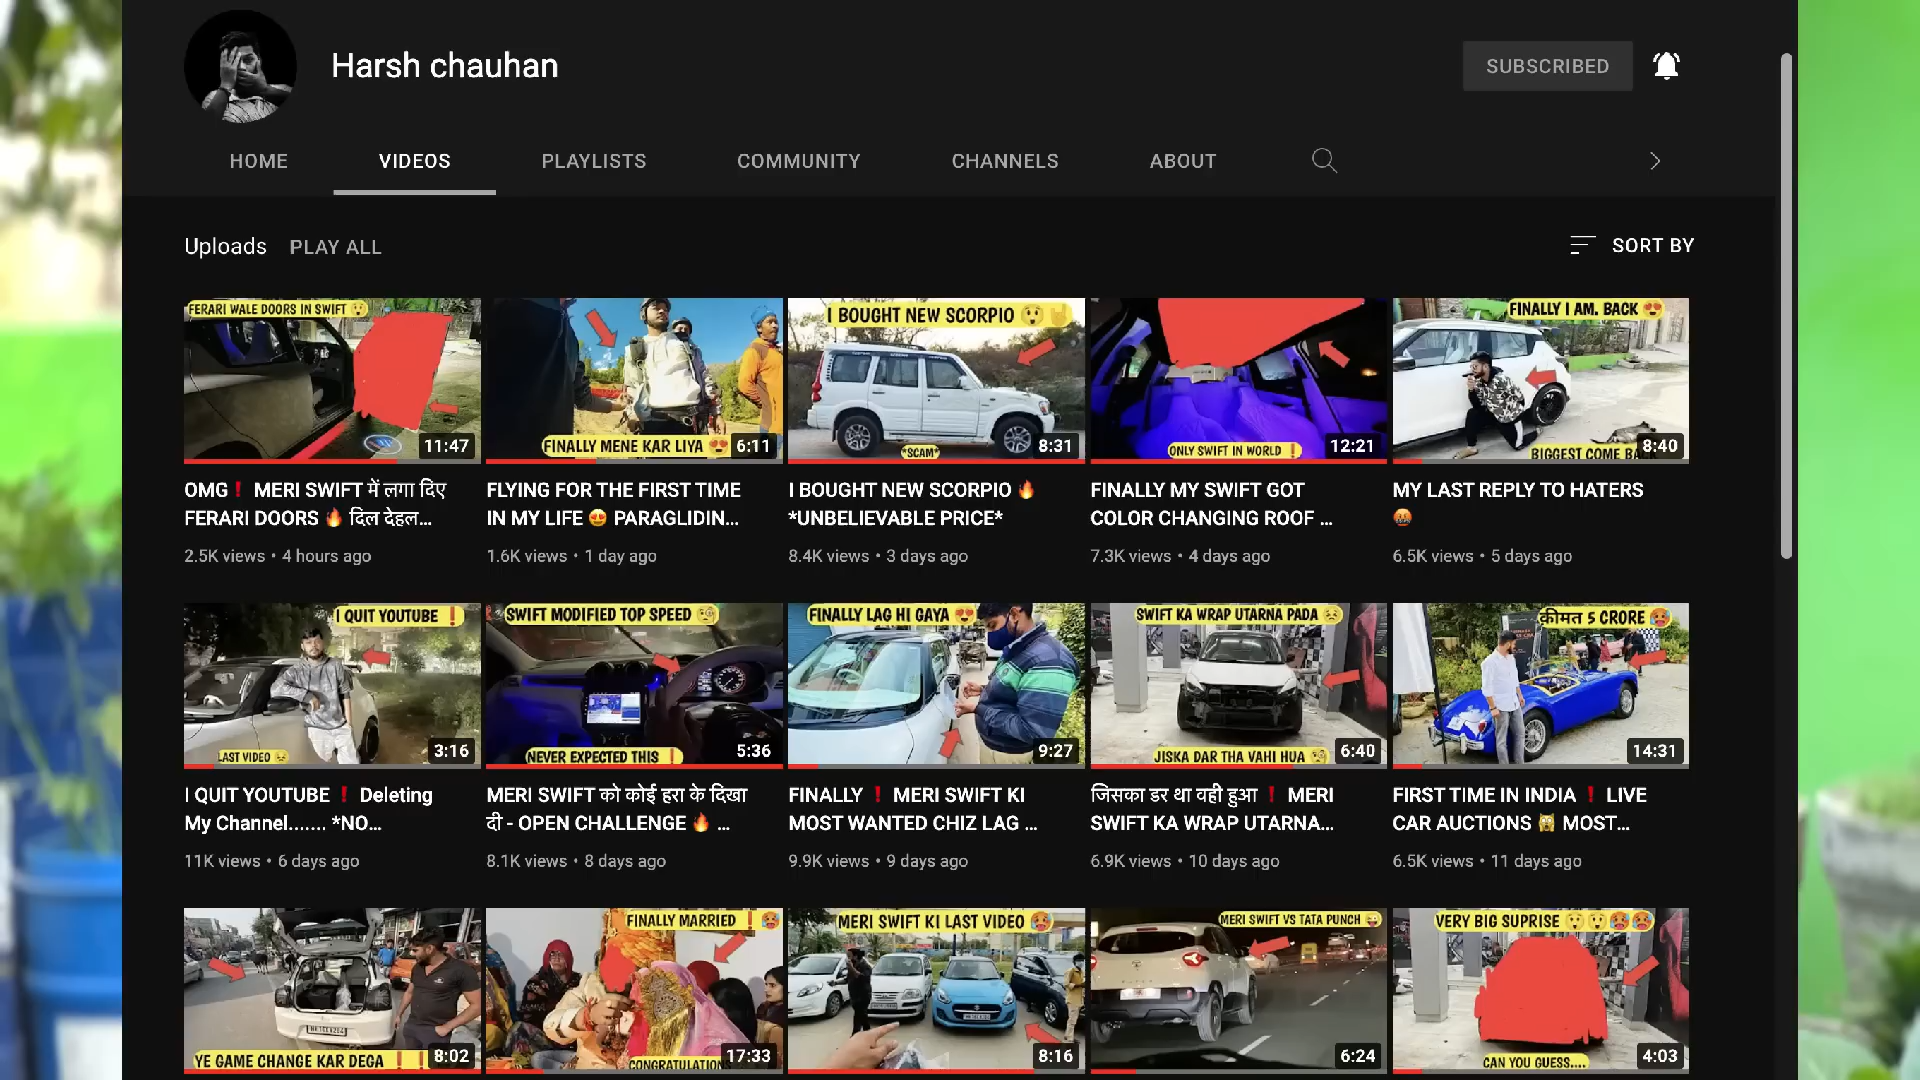 Harsh chauhan
SUBSCRIBED
HOME VIDEOS PLAYLISTS COMMUNITY CHANNELS ABOUT
Uploads PLAY ALL
SORT BY
FERARI WALE DOORS IN SWIFT 😲
11:47
FINALLY MENE KAR LIYA 😍
6:11
I BOUGHT NEW SCORPIO 😲🤘
*SCAM*
8:31
ONLY SWIFT IN WORLD ❗
12:21
FINALLY I AM. BACK 😍
BIGGEST COME BACK
8:40
OMG❗ MERI SWIFT में लगा दिए
FERARI DOORS 🔥 दिल देहल...
2.5K views • 4 hours ago
FLYING FOR THE FIRST TIME
IN MY LIFE 😍 PARAGLIDIN...
1.6K views • 1 day ago
I BOUGHT NEW SCORPIO 🔥
*UNBELIEVABLE PRICE*
8.4K views • 3 days ago
FINALLY MY SWIFT GOT
COLOR CHANGING ROOF ...
7.3K views • 4 days ago
MY LAST REPLY TO HATERS
🤬
6.5K views • 5 days ago
I QUIT YOUTUBE ❗
LAST VIDEO 😣
3:16
SWIFT MODIFIED TOP SPEED 🧐
NEVER EXPECTED THIS ❗
5:36
FINALLY LAG HI GAYA 😍
9:27
SWIFT KA WRAP UTARNA PADA 😣
JISKA DAR THA VAHI HUA 🧐
6:40
कीमत 5 CRORE 🥵
14:31
I QUIT YOUTUBE ❗ Deleting
My Channel....... *NO...
11K views • 6 days ago
MERI SWIFT को कोई हरा के दिखा
दी - OPEN CHALLENGE 🔥 ...
8.1K views • 8 days ago
FINALLY ❗ MERI SWIFT KI
MOST WANTED CHIZ LAG ...
9.9K views • 9 days ago
जिसका डर था वही हुआ ❗ MERI
SWIFT KA WRAP UTARNA...
6.9K views • 10 days ago
FIRST TIME IN INDIA ❗ LIVE
CAR AUCTIONS 🙀 MOST...
6.5K views • 11 days ago
YE GAME CHANGE KAR DEGA ❗❗
8:02
FINALLY MARRIED ❗🥵
CONGRATULATION
17:33
MERI SWIFT KI LAST VIDEO 🥵
8:16
MERI SWIFT VS TATA PUNCH 😜
6:24
VERY BIG SUPRISE 😲😲🥵🥵
CAN YOU GUESS....
4:03